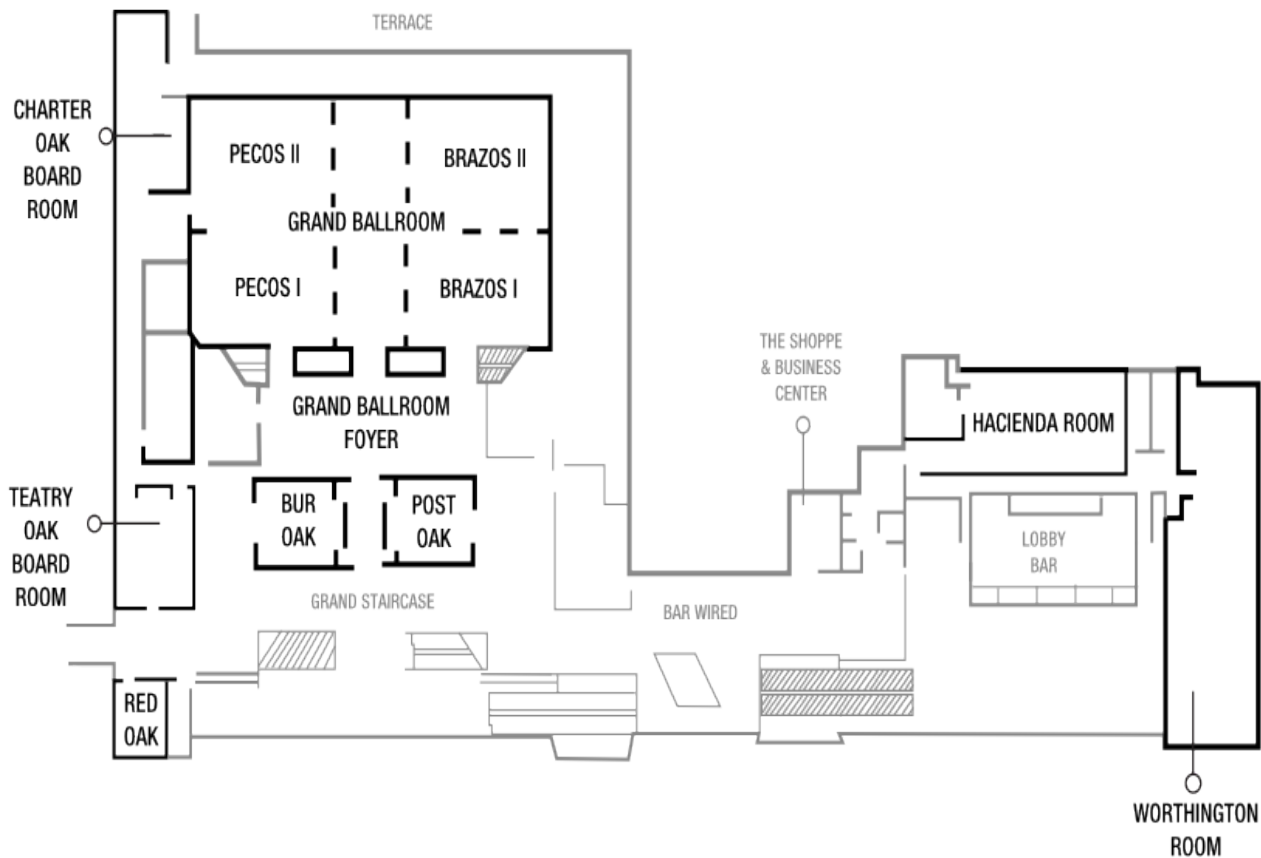 TERRACE
CHARTER
OAK
BOARD
ROOM
PECOS II
BRAZOS II
GRAND BALLROOM
PECOS I
BRAZOS I
GRAND BALLROOM
FOYER
THE SHOPPE
& BUSINESS
CENTER
HACIENDA ROOM
TEATRY
OAK
BOARD
ROOM
BUR
OAK
POST
OAK
LOBBY
BAR
GRAND STAIRCASE
BAR WIRED
RED
OAK
WORTHINGTON
ROOM